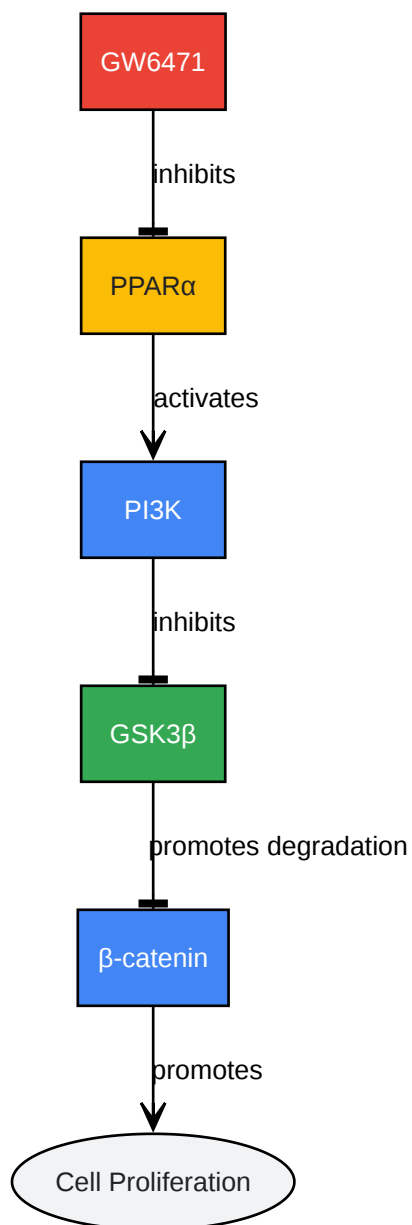 GW6471
inhibits
PPARα
activates
PI3K
inhibits
GSK3β
promotes degradation
β-catenin
promotes
Cell Proliferation